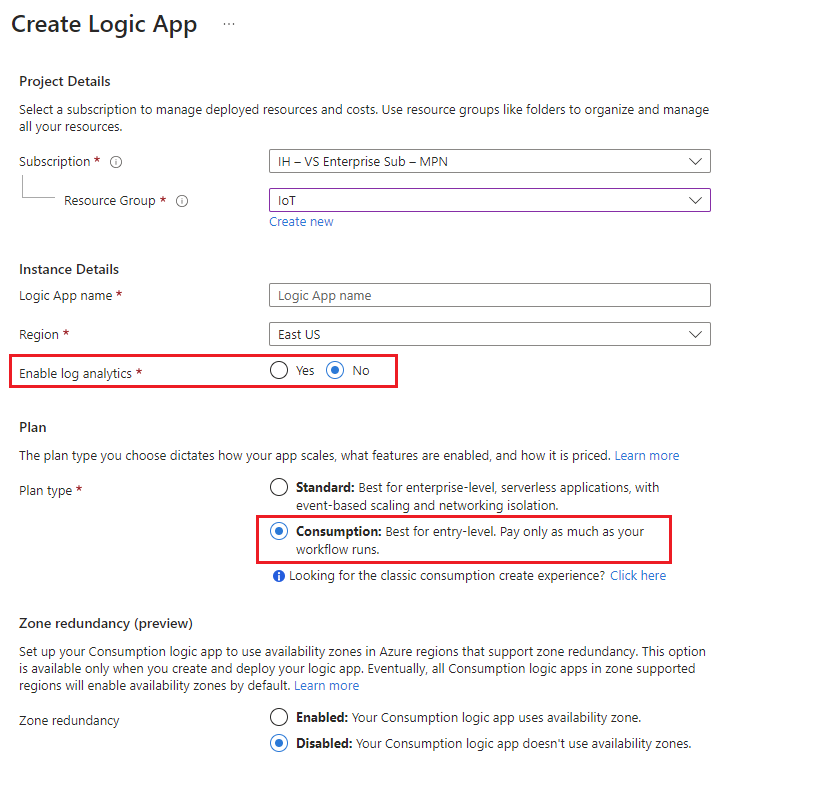 Create Logic App ...
Project Details
Select a subscription to manage deployed resources and costs. Use resource groups like folders to organize and manage
all your resources.
Subscription *
IH – VS Enterprise Sub – MPN
Resource Group *
IoT
Create new
Instance Details
Logic App name *
Logic App name
Region *
East US
Enable log analytics *
Yes No
Plan
The plan type you choose dictates how your app scales, what features are enabled, and how it is priced. Learn more
Plan type *
Standard: Best for enterprise-level, serverless applications, with
event-based scaling and networking isolation.
Consumption: Best for entry-level. Pay only as much as your
workflow runs.
Looking for the classic consumption create experience? Click here
Zone redundancy (preview)
Set up your Consumption logic app to use availability zones in Azure regions that support zone redundancy. This option
is available only when you create and deploy your logic app. Eventually, all Consumption logic apps in zone supported
regions will enable availability zones by default. Learn more
Zone redundancy
Enabled: Your Consumption logic app uses availability zone.
Disabled: Your Consumption logic app doesn't use availability zones.